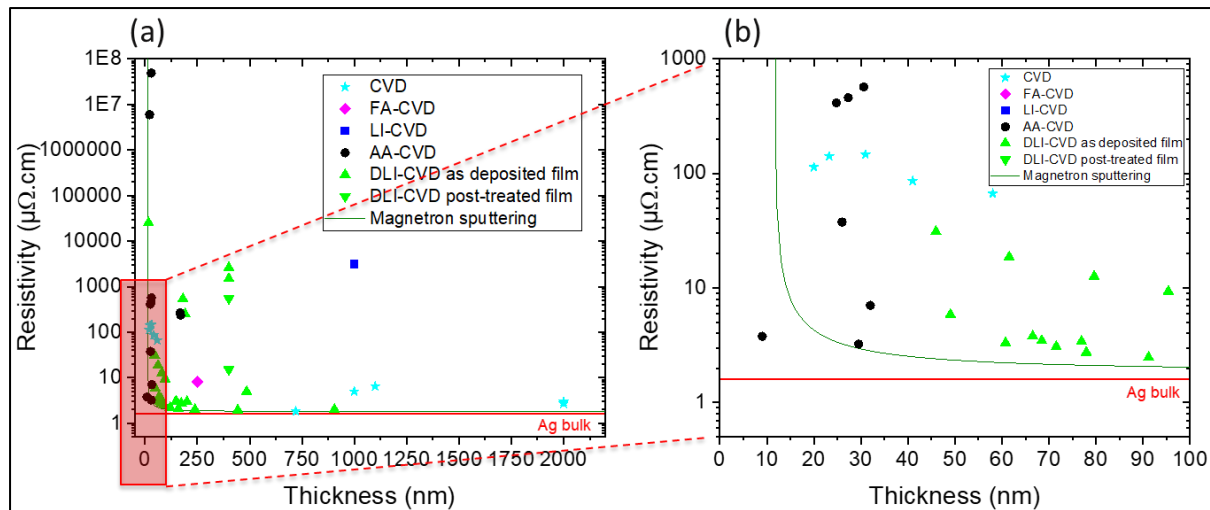 (a)
1E8
1E7
1000000
100000
10000
1000
100
10
1
Resistivity (μΩ.cm)
CVD
FA-CVD
LI-CVD
AA-CVD
DLI-CVD as deposited film
DLI-CVD post-treated film
Magnetron sputtering
Ag bulk
0 250 500 750 1000 1250 1500 1750 2000
Thickness (nm)
(b)
1000
100
10
1
Resistivity (μΩ.cm)
CVD
FA-CVD
LI-CVD
AA-CVD
DLI-CVD as deposited film
DLI-CVD post-treated film
Magnetron sputtering
Ag bulk
0 10 20 30 40 50 60 70 80 90 100
Thickness (nm)